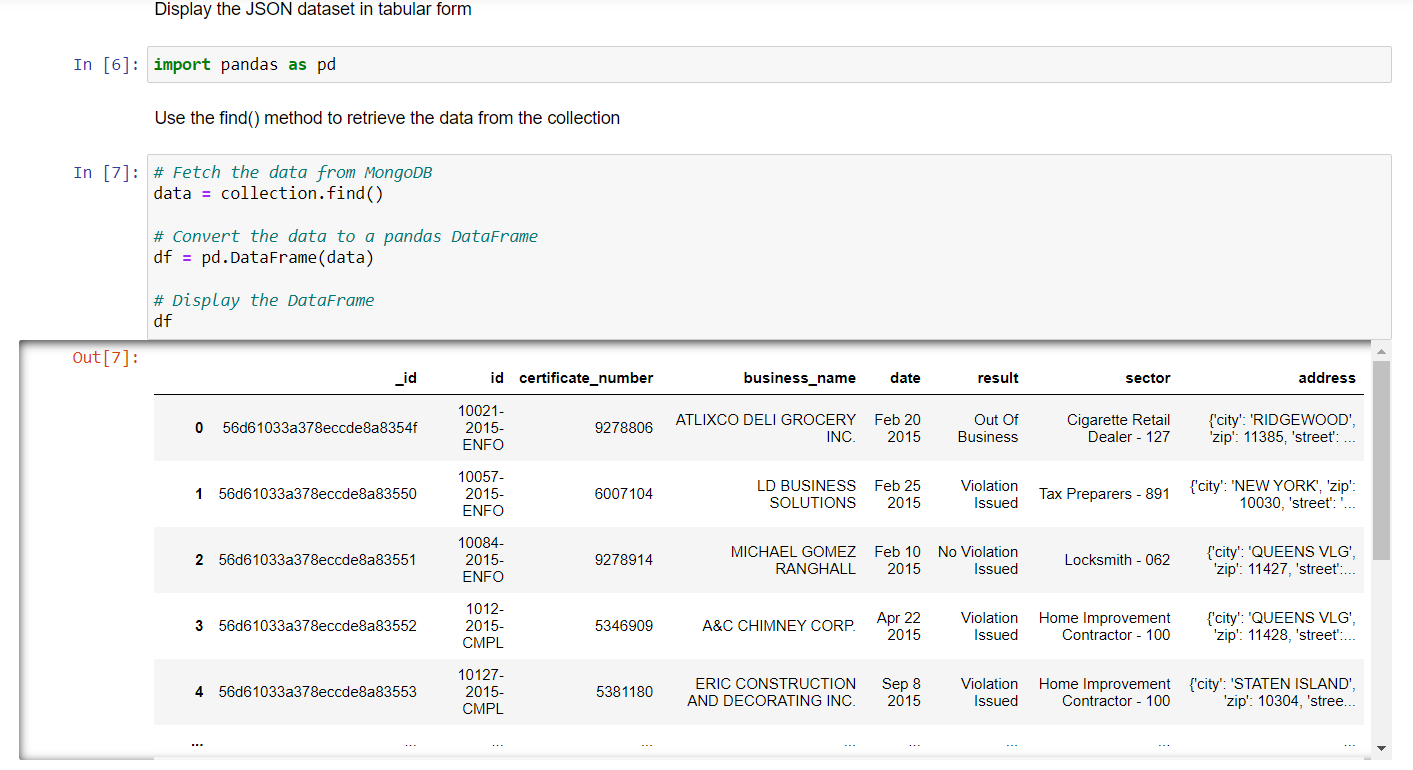 Display the JSON dataset in tabular form
In [6]: import pandas as pd
Use the find() method to retrieve the data from the collection
In [7]: # Fetch the data from MongoDB
data = collection.find()
# Convert the data to a pandas DataFrame
df = pd.DataFrame(data)
# Display the DataFrame
df
Out[7]:
_id id certificate_number business_name date result sector address
0 56d61033a378eccde8a8354f 10021-2015-ENFO 9278806 ATLIXCO DELI GROCERY INC. Feb 20 2015 Out Of Business Cigarette Retail Dealer - 127 {'city': 'RIDGEWOOD', 'zip': 11385, 'street': ...
1 56d61033a378eccde8a83550 10057-2015-ENFO 6007104 LD BUSINESS SOLUTIONS Feb 25 2015 Violation Issued Tax Preparers - 891 {'city': 'NEW YORK', 'zip': 10030, 'street': '...
2 56d61033a378eccde8a83551 10084-2015-ENFO 9278914 MICHAEL GOMEZ RANGHALL Feb 10 2015 No Violation Issued Locksmith - 062 {'city': 'QUEENS VLG', 'zip': 11427, 'street':...
3 56d61033a378eccde8a83552 1012-2015-CMPL 5346909 A&C CHIMNEY CORP. Apr 22 2015 Violation Issued Home Improvement Contractor - 100 {'city': 'QUEENS VLG', 'zip': 11428, 'street':...
4 56d61033a378eccde8a83553 10127-2015-CMPL 5381180 ERIC CONSTRUCTION AND DECORATING INC. Sep 8 2015 Violation Issued Home Improvement Contractor - 100 {'city': 'STATEN ISLAND', 'zip': 10304, 'stree...
... ... ... ... ... ... ... ... ...